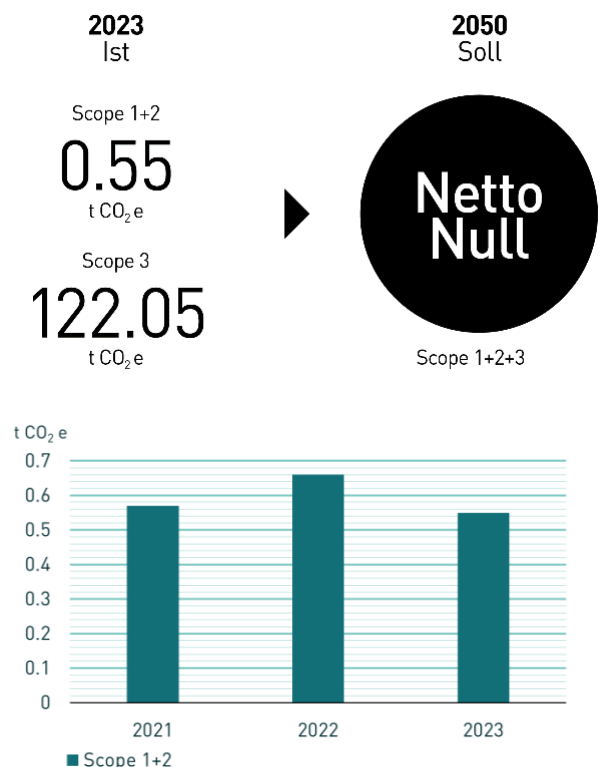 2023
Ist
Scope 1+2
0.55
t CO₂ e
Scope 3
122.05
t CO₂ e
2050
Soll
Netto
Null
Scope 1+2+3
t CO₂ e
0.7
0.6
0.5
0.4
0.3
0.2
0.1
0
2021 2022 2023
Scope 1+2